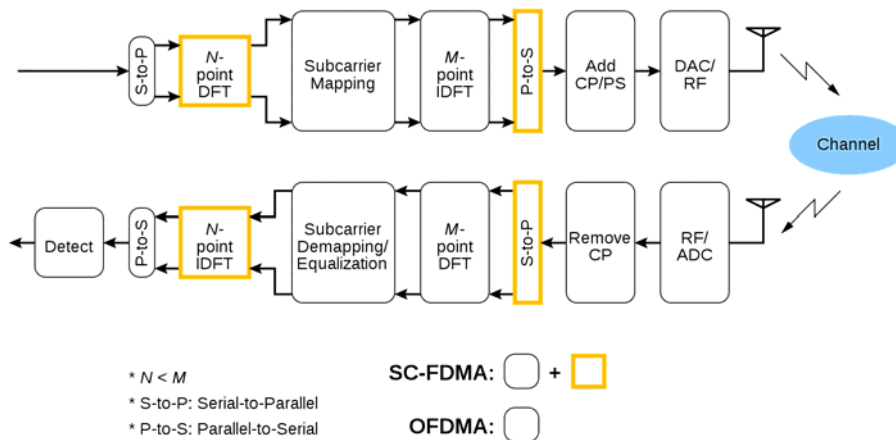 S-to-P
N-
point
DFT
Subcarrier
Mapping
M-
point
IDFT
P-to-S
Add
CP/PS
DAC/
RF
Channel
Detect
P-to-S
N-
point
IDFT
Subcarrier
Demapping/
Equalization
M-
point
DFT
S-to-P
Remove
CP
RF/
ADC
* N < M
* S-to-P: Serial-to-Parallel
* P-to-S: Parallel-to-Serial
SC-FDMA: +
OFDMA: